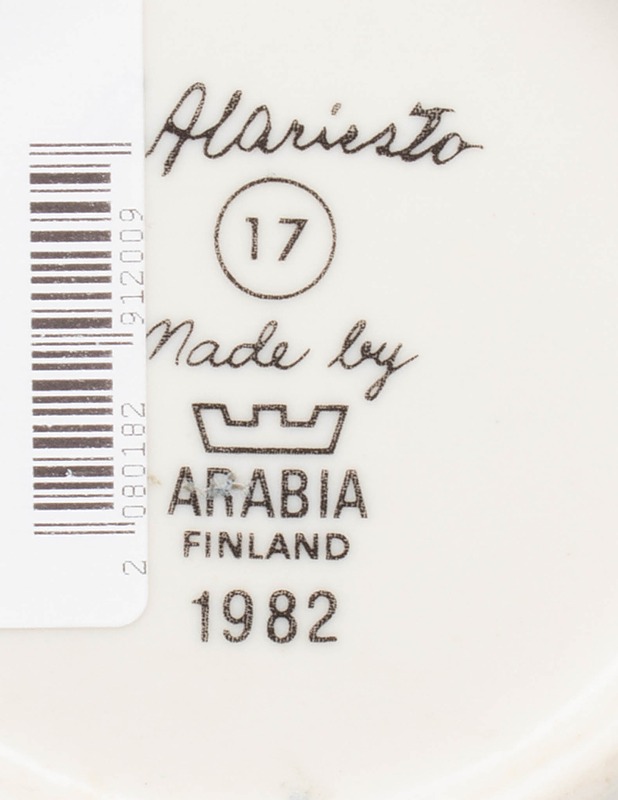 Alariesto
17
Made by
ARABIA
FINLAND
1982
2 080182 912009